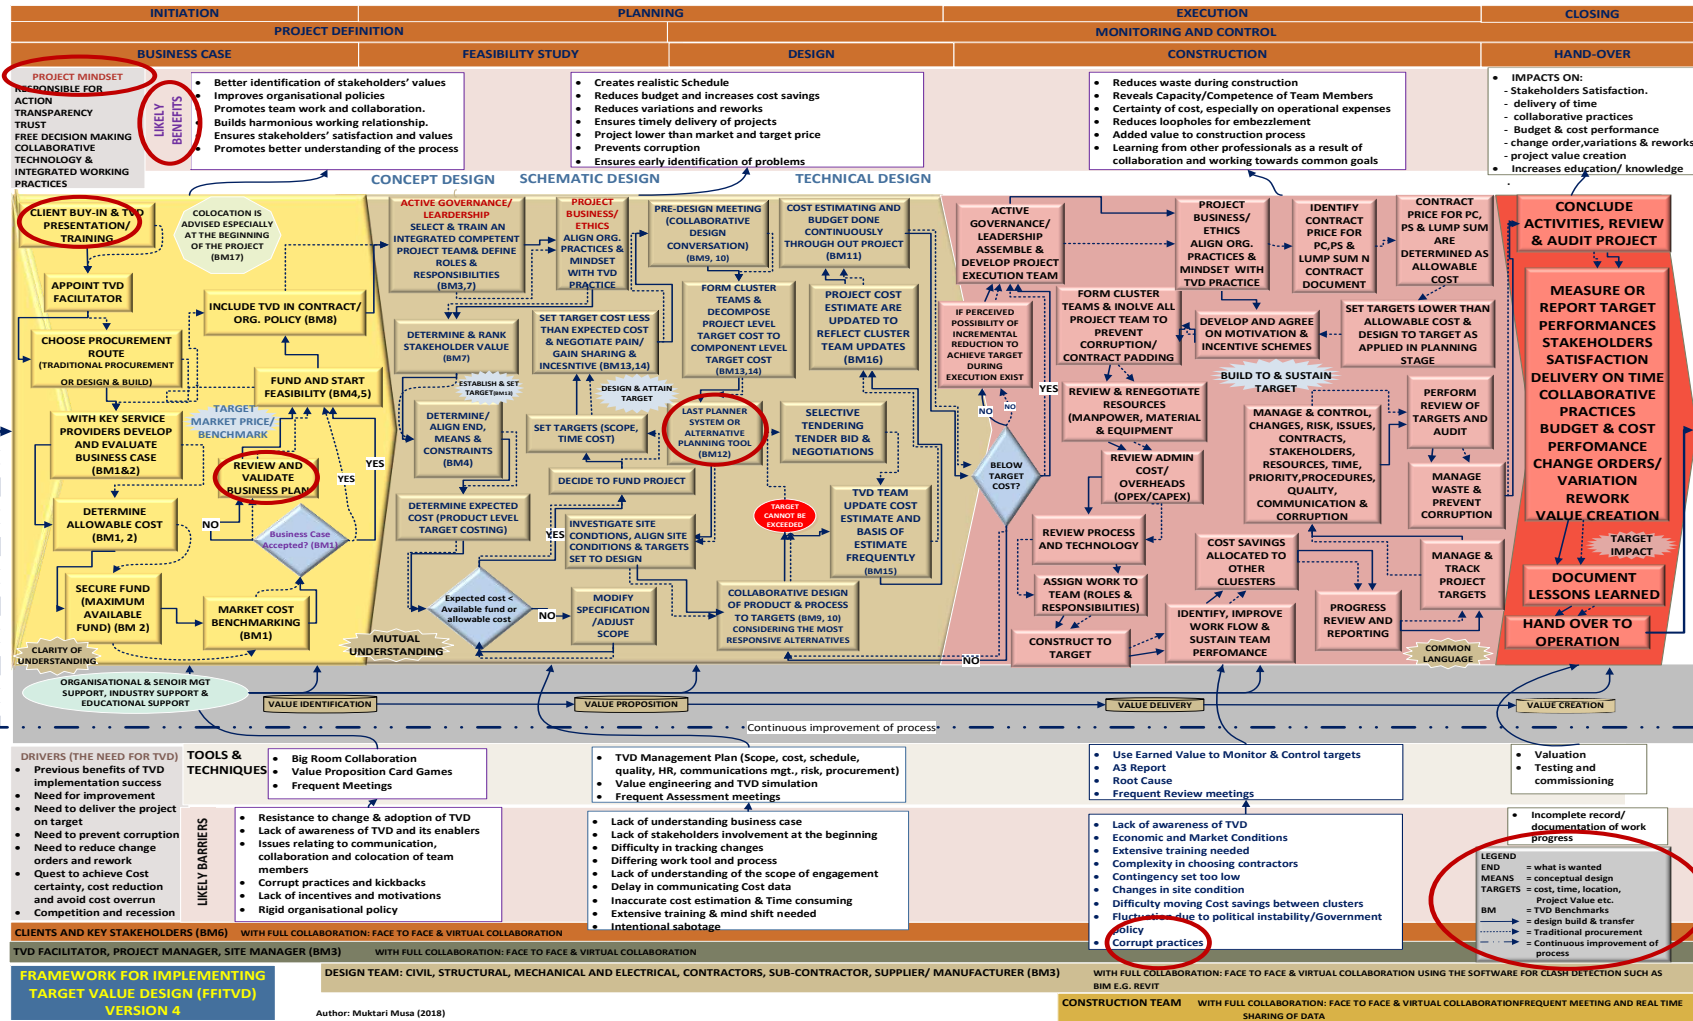 INITIATION
PLANNING
EXECUTION
CLOSING
PROJECT DEFINITION
MONITORING AND CONTROL
BUSINESS CASE
FEASIBILITY STUDY
DESIGN
CONSTRUCTION
HAND-OVER
PROJECT MINDSET
RESPONSIBLE FOR
ACTION
TRANSPARENCY
TRUST
FREE DECISION MAKING
COLLABORATIVE
TECHNOLOGY &
INTEGRATED WORKING
PRACTICES
LIKELY
BENEFITS
• Better identification of stakeholders' values
• Improves organisational policies
• Promotes team work and collaboration.
• Builds harmonious working relationship.
• Ensures stakeholders' satisfaction and values
• Promotes better understanding of the process
• Creates realistic Schedule
• Reduces budget and increases cost savings
• Reduces variations and reworks
• Ensures timely delivery of projects
• Project lower than market and target price
• Prevents corruption
• Ensures early identification of problems
• Reduces waste during construction
• Reveals Capacity/Competence of Team Members
• Certainty of cost, especially on operational expenses
• Reduces loopholes for embezzlement
• Added value to construction process
• Learning from other professionals as a result of
collaboration and working towards common goals
• IMPACTS ON:
- Stakeholders Satisfaction.
- delivery of time
- collaborative practices
- Budget & cost performance
- change order,variations & reworks
- project value creation
• Increases education/ knowledge
.
CONCEPT DESIGN
SCHEMATIC DESIGN
TECHNICAL DESIGN
CLIENT BUY-IN & TVD
PRESENTATION/
TRAINING
COLOCATION IS
ADVISED ESPECIALLY
AT THE BEGINNING
OF THE PROJECT
(BM17)
APPOINT TVD
FACILITATOR
INCLUDE TVD IN CONTRACT/
ORG. POLICY (BM8)
CHOOSE PROCUREMENT
ROUTE
(TRADITIONAL PROCUREMENT
OR DESIGN & BUILD)
FUND AND START
FEASIBILITY (BM4,5)
TARGET
MARKET PRICE/
BENCHMARK
WITH KEY SERVICE
PROVIDERS DEVELOP
AND EVALUATE
BUSINESS CASE
(BM1&2)
REVIEW AND
VALIDATE
BUSINESS PLAN
YES
YES
NO
DETERMINE
ALLOWABLE COST
(BM1, 2)
Business Case
Accepted? (BM1)
SECURE FUND
(MAXIMUM
AVAILABLE
FUND) (BM 2)
MARKET COST
BENCHMARKING
(BM1)
CLARITY OF
UNDERSTANDING
ACTIVE GOVERNANCE/
LEARDERSHIP
SELECT & TRAIN AN
INTEGRATED COMPETENT
PROJECT TEAM& DEFINE
ROLES &
RESPONSIBILITIES
(BM3,7)
PROJECT
BUSINESS/
ETHICS
ALIGN ORG.
PRACTICES &
MINDSET
WITH TVD
PRACTICE
PRE-DESIGN MEETING
(COLLABORATIVE
DESIGN
CONVERSATION)
(BM9, 10)
COST ESTIMATING AND
BUDGET DONE
CONTINUOUSLY
THROUGH OUT PROJECT
(BM11)
DETERMINE & RANK
STAKEHOLDER VALUE
(BM7)
SET TARGET COST LESS
THAN EXPECTED COST
& NEGOTIATE PAIN/
GAIN SHARING &
INCESNTIVE (BM13,14)
FORM CLUSTER
TEAMS &
DECOMPOSE
PROJECT LEVEL
TARGET COST TO
COMPONENT LEVEL
TARGET COST
(BM13,14)
PROJECT COST
ESTIMATE ARE
UPDATED TO
REFLECT CLUSTER
TEAM UPDATES
(BM16)
ESTABLISH & SET
TARGET(BM13)
DESIGN & ATTAIN
TARGET
DETERMINE/
ALIGN END,
MEANS &
CONSTRAINTS
(BM4)
SET TARGETS (SCOPE,
TIME COST)
LAST PLANNER
SYSTEM OR
ALTERNATIVE
PLANNING TOOL
(BM12)
SELECTIVE
TENDERING
TENDER BID &
NEGOTIATIONS
DECIDE TO FUND PROJECT
DETERMINE EXPECTED
COST (PRODUCT LEVEL
TARGET COSTING)
YES
INVESTIGATE SITE
CONDITIONS, ALIGN SITE
CONDITIONS & TARGETS
SET TO DESIGN
TARGET
CANNOT BE
EXCEEDED
TVD TEAM
UPDATE COST
ESTIMATE AND
BASIS OF
ESTIMATE
FREQUENTLY
(BM15)
Expected cost <
Available fund or
allowable cost
NO
MODIFY
SPECIFICATION
/ADJUST
SCOPE
COLLABORATIVE DESIGN
OF PRODUCT & PROCESS
TO TARGETS (BM9, 10)
CONSIDERING THE MOST
RESPONSIVE ALTERNATIVES
MUTUAL
UNDERSTANDING
NO
ACTIVE
GOVERNANCE/
LEADERSHIP
ASSEMBLE &
DEVELOP PROJECT
EXECUTION TEAM
PROJECT
BUSINESS/
ETHICS
ALIGN ORG.
PRACTICES &
MINDSET WITH
TVD PRACTICE
IDENTIFY
CONTRACT
PRICE FOR
PC,PS &
LUMP SUM N
CONTRACT
DOCUMENT
CONTRACT
PRICE FOR PC,
PS & LUMP SUM
ARE
DETERMINED AS
ALLOWABLE
COST
IF PERCEIVED
POSSIBILITY OF
INCREMENTAL
REDUCTION TO
ACHIEVE TARGET
DURING
EXECUTION EXIST
FORM CLUSTER
TEAMS & INOLVE ALL
PROJECT TEAM TO
PREVENT
CORRUPTION/
CONTRACT PADDING
DEVELOP AND AGREE
ON MOTIVATION &
INCENTIVE SCHEMES
SET TARGETS LOWER THAN
ALLOWABLE COST &
DESIGN TO TARGET AS
APPLIED IN PLANNING
STAGE
YES
NO
NO
BELOW
TARGET
COST?
BUILD TO & SUSTAIN
TARGET
REVIEW & RENEGOTIATE
RESOURCES
(MANPOWER, MATERIAL
& EQUIPMENT
MANAGE & CONTROL,
CHANGES, RISK, ISSUES,
CONTRACTS,
STAKEHOLDERS,
RESOURCES, TIME,
PRIORITY,PROCEDURES,
QUALITY,
COMMUNICATION &
CORRUPTION
PERFORM
REVIEW OF
TARGETS AND
AUDIT
REVIEW ADMIN
COST/
OVERHEADS
(OPEX/CAPEX)
MANAGE
WASTE &
PREVENT
CORRUPTION
REVIEW PROCESS
AND TECHNOLOGY
COST SAVINGS
ALLOCATED TO
OTHER
CLUESTERS
MANAGE &
TRACK
PROJECT
TARGETS
ASSIGN WORK TO
TEAM (ROLES &
RESPONSIBILITIES)
PROGRESS
REVIEW AND
REPORTING
CONSTRUCT TO
TARGET
IDENTIFY, IMPROVE
WORK FLOW &
SUSTAIN TEAM
PERFOMANCE
COMMON
LANGUAGE
CONCLUDE
ACTIVITIES, REVIEW
& AUDIT PROJECT
MEASURE OR
REPORT TARGET
PERFORMANCES
STAKEHOLDERS
SATISFACTION
DELIVERY ON TIME
COLLABORATIVE
PRACTICES
BUDGET & COST
PERFOMANCE
CHANGE ORDERS/
VARIATION
REWORK
VALUE CREATION
TARGET
IMPACT
DOCUMENT
LESSONS LEARNED
HAND OVER TO
OPERATION
ORGANISATIONAL & SENOIR MGT
SUPPORT, INDUSTRY SUPPORT &
EDUCATIONAL SUPPORT
VALUE IDENTIFICATION
VALUE PROPOSITION
VALUE DELIVERY
VALUE CREATION
Continuous improvement of process
DRIVERS (THE NEED FOR TVD)
• Previous benefits of TVD
implementation success
• Need for improvement
• Need to deliver the project
on target
• Need to prevent corruption
• Need to reduce change
orders and rework
• Quest to achieve Cost
certainty, cost reduction
and avoid cost overrun
• Competition and recession
TOOLS &
TECHNIQUES
• Big Room Collaboration
• Value Proposition Card Games
• Frequent Meetings
• TVD Management Plan (Scope, cost, schedule,
quality, HR, communications mgt., risk, procurement)
• Value engineering and TVD simulation
• Frequent Assessment meetings
• Use Earned Value to Monitor & Control targets
• A3 Report
• Root Cause
• Frequent Review meetings
• Valuation
• Testing and
commissioning
LIKELY BARRIERS
• Resistance to change & adoption of TVD
• Lack of awareness of TVD and its enablers
• Issues relating to communication,
collaboration and colocation of team
members
• Corrupt practices and kickbacks
• Lack of incentives and motivations
• Rigid organisational policy
• Lack of understanding business case
• Lack of stakeholders involvement at the beginning
• Difficulty in tracking changes
• Differing work tool and process
• Lack of understanding of the scope of engagement
• Delay in communicating Cost data
• Inaccurate cost estimation & Time consuming
• Extensive training & mind shift needed
• Intentional sabotage
• Lack of awareness of TVD
• Economic and Market Conditions
• Extensive training needed
• Complexity in choosing contractors
• Contingency set too low
• Changes in site condition
• Difficulty moving Cost savings between clusters
• Fluctuation due to political instability/Government
policy
• Corrupt practices
• Incomplete record/
documentation of work
progress
LEGEND
END = what is wanted
MEANS = conceptual design
TARGETS = cost, time, location,
Project Value etc.
BM = TVD Benchmarks
= design build & transfer
= Traditional procurement
= Continuous improvement of
process
CLIENTS AND KEY STAKEHOLDERS (BM6) WITH FULL COLLABORATION: FACE TO FACE & VIRTUAL COLLABORATION
TVD FACILITATOR, PROJECT MANAGER, SITE MANAGER (BM3) WITH FULL COLLABORATION: FACE TO FACE & VIRTUAL COLLABORATION
FRAMEWORK FOR IMPLEMENTING
TARGET VALUE DESIGN (FFITVD)
VERSION 4
DESIGN TEAM: CIVIL, STRUCTURAL, MECHANICAL AND ELECTRICAL, CONTRACTORS, SUB-CONTRACTOR, SUPPLIER/ MANUFACTURER (BM3)
WITH FULL COLLABORATION: FACE TO FACE & VIRTUAL COLLABORATION USING THE SOFTWARE FOR CLASH DETECTION SUCH AS
BIM E.G. REVIT
CONSTRUCTION TEAM WITH FULL COLLABORATION: FACE TO FACE & VIRTUAL COLLABORATIONFREQUENT MEETING AND REAL TIME
SHARING OF DATA
Author: Muktari Musa (2018)